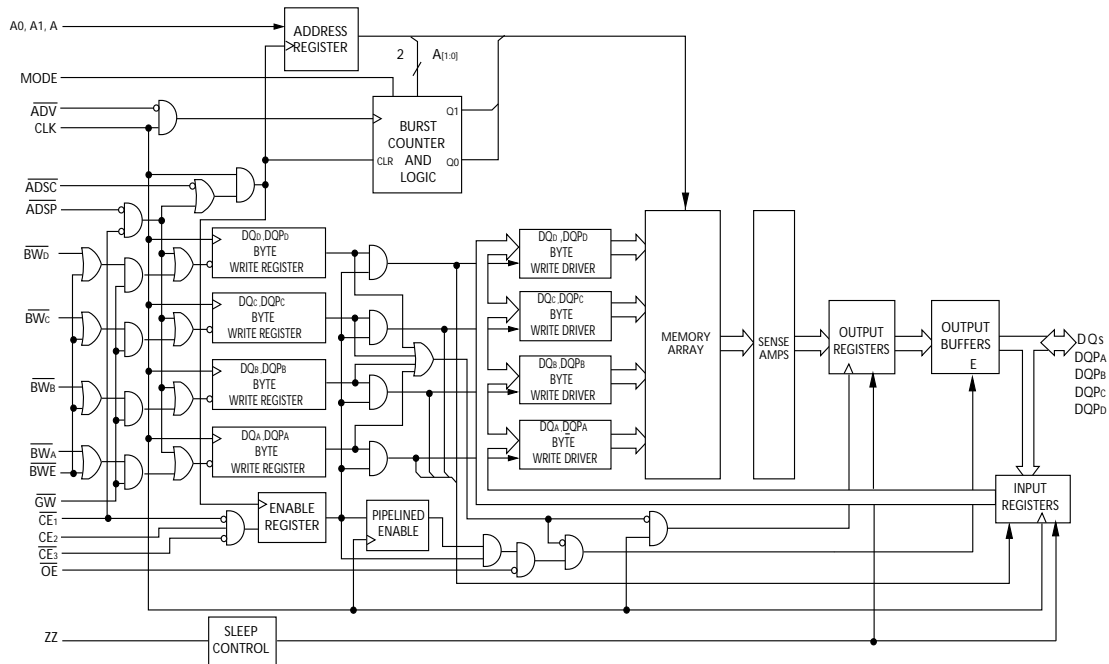 A0, A1, A
ADDRESS
REGISTER
2 A[1:0]
MODE
ADV
CLK
BURST
COUNTER
AND
LOGIC
CLR
Q1
Q0
ADSC
ADSP
BWD
DQD,DQPD
BYTE
WRITE REGISTER
DQD,DQPD
BYTE
WRITE DRIVER
BWC
DQC,DQPC
BYTE
WRITE REGISTER
DQC,DQPC
BYTE
WRITE DRIVER
BWB
DQB,DQPB
BYTE
WRITE REGISTER
DQB,DQPB
BYTE
WRITE DRIVER
BWA
BWE
DQA,DQPA
BYTE
WRITE REGISTER
DQA,DQPA
BYTE
WRITE DRIVER
MEMORY
ARRAY
SENSE
AMPS
OUTPUT
REGISTERS
OUTPUT
BUFFERS
E
DQs
DQPA
DQPB
DQPC
DQPD
INPUT
REGISTERS
GW
CE1
CE2
CE3
OE
ENABLE
REGISTER
PIPELINED
ENABLE
ZZ
SLEEP
CONTROL